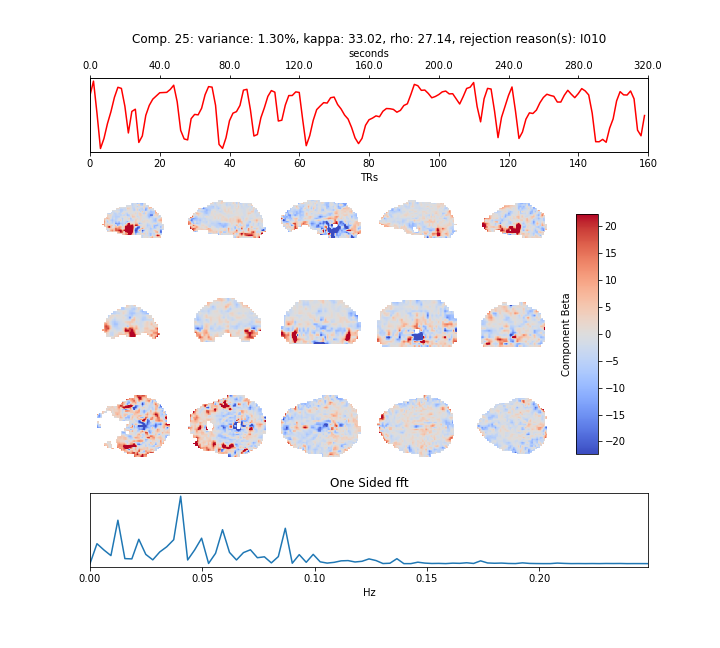 Comp. 25: variance: 1.30%, kappa: 33.02, rho: 27.14, rejection reason(s): I010
seconds
0.0 40.0 80.0 120.0 160.0 200.0 240.0 280.0 320.0
0 20 40 60 80 100 120 140 160
TRs
20
15
10
5
0
−5
−10
−15
−20
Component Beta
One Sided fft
0.00 0.05 0.10 0.15 0.20
Hz